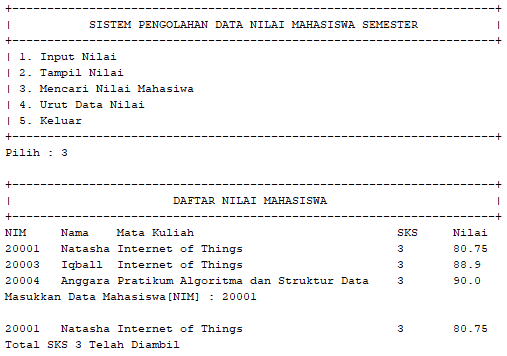 +---------------------------------------------------------------------+
| SISTEM PENGOLAHAN DATA NILAI MAHASISWA SEMESTER |
+---------------------------------------------------------------------+
| 1. Input Nilai
| 2. Tampil Nilai
| 3. Mencari Nilai Mahasiwa
| 4. Urut Data Nilai
| 5. Keluar
+---------------------------------------------------------------------+
Pilih : 3
+---------------------------------------------------------------------+
| DAFTAR NILAI MAHASISWA |
+---------------------------------------------------------------------+
NIM Nama Mata Kuliah SKS Nilai
20001 Natasha Internet of Things 3 80.75
20003 Iqball Internet of Things 3 88.9
20004 Anggara Pratikum Algoritma dan Struktur Data 3 90.0
Masukkan Data Mahasiswa[NIM] : 20001
20001 Natasha Internet of Things 3 80.75
Total SKS 3 Telah Diambil